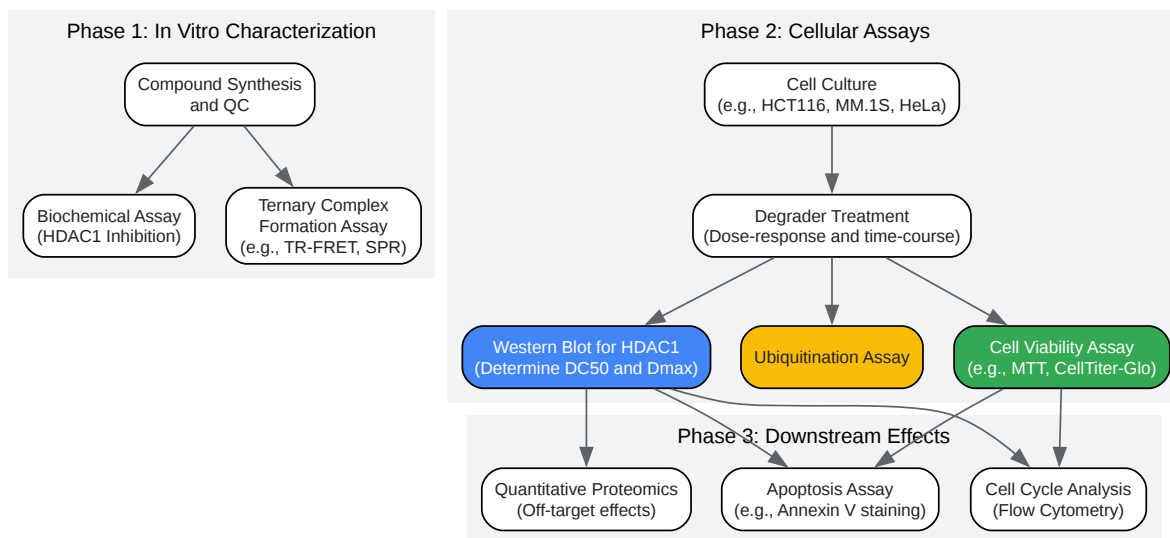 Phase 1: In Vitro Characterization
Compound Synthesis
and QC
Biochemical Assay
(HDAC1 Inhibition)
Ternary Complex
Formation Assay
(e.g., TR-FRET, SPR)
Phase 2: Cellular Assays
Cell Culture
(e.g., HCT116, MM.1S, HeLa)
Degrader Treatment
(Dose-response and time-course)
Western Blot for HDAC1
(Determine DC50 and Dmax)
Ubiquitination Assay
Cell Viability Assay
(e.g., MTT, CellTiter-Glo)
Phase 3: Downstream Effects
Quantitative Proteomics
(Off-target effects)
Apoptosis Assay
(e.g., Annexin V staining)
Cell Cycle Analysis
(Flow Cytometry)